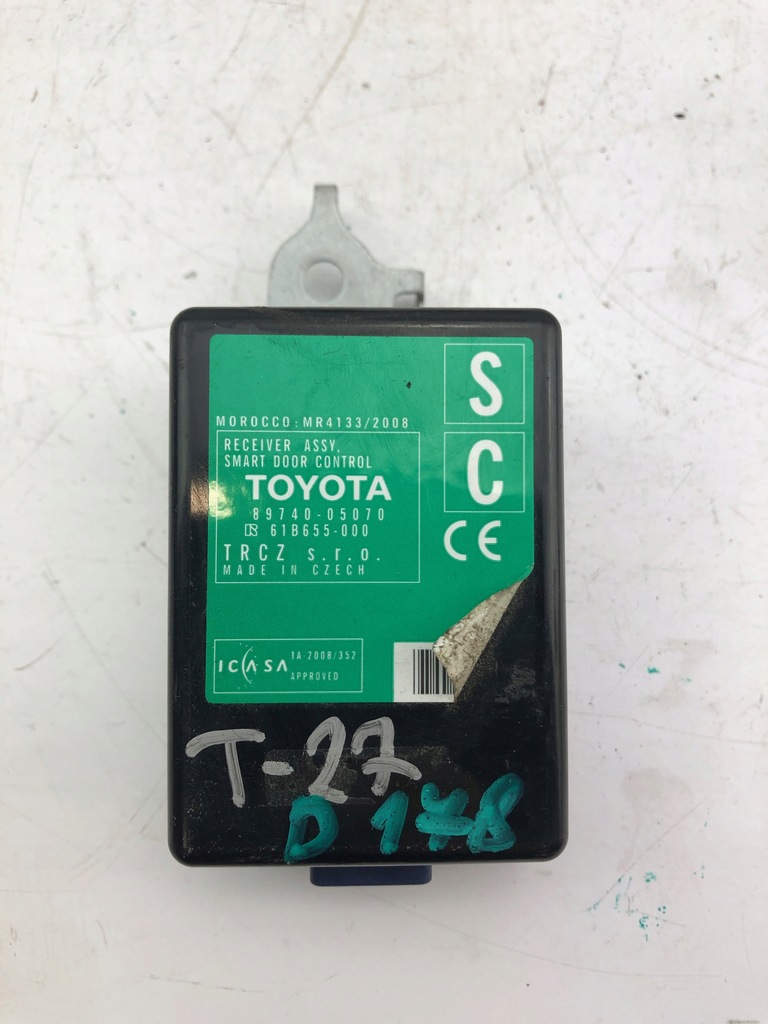 S
MOROCCO: MR4133/2008
RECEIVER ASSY,
SMART DOOR CONTROL
C
TOYOTA
89740-05070
R 61B655-000
CE
TRCZ s.r.o.
MADE IN CZECH
ICASA TA-2008/352
APPROVED
T-27
D 178